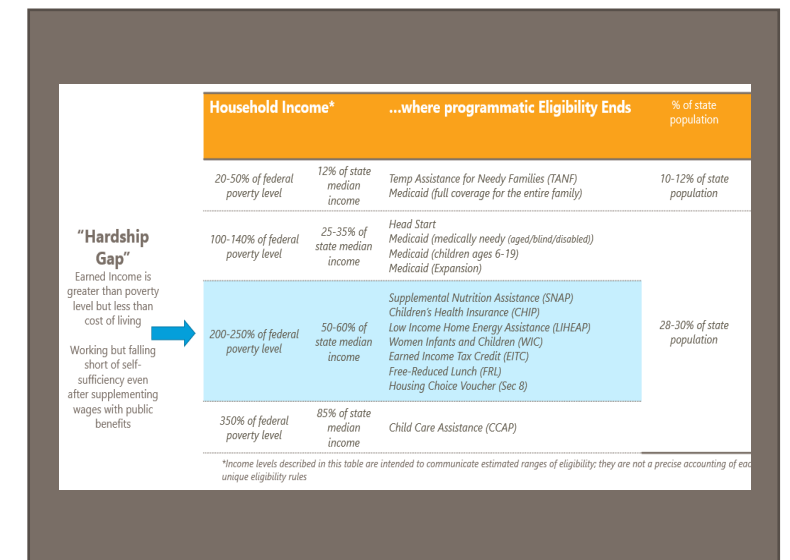 Household Income*
...where programmatic Eligibility Ends
% of state
population
20-50% of federal
poverty level
12% of state
median
income
Temp Assistance for Needy Families (TANF)
Medicaid (full coverage for the entire family)
10-12% of state
population
"Hardship
Gap"
Earned Income is
greater than poverty
level but less than
cost of living
Working but falling
short of self-
sufficiency even
after supplementing
wages with public
benefits
100-140% of federal
poverty level
25-35% of
state median
income
Head Start
Medicaid (medically needy (aged/blind/disabled))
Medicaid (children ages 6-19)
Medicaid (Expansion)
200-250% of federal
poverty level
50-60% of
state median
income
Supplemental Nutrition Assistance (SNAP)
Children's Health Insurance (CHIP)
Low Income Home Energy Assistance (LIHEAP)
Women Infants and Children (WIC)
Earned Income Tax Credit (EITC)
Free-Reduced Lunch (FRL)
Housing Choice Voucher (Sec 8)
28-30% of state
population
350% of federal
poverty level
85% of state
median
income
Child Care Assistance (CCAP)
*Income levels described in this table are intended to communicate estimated ranges of eligibility; they are not a precise accounting of
unique eligibility rules